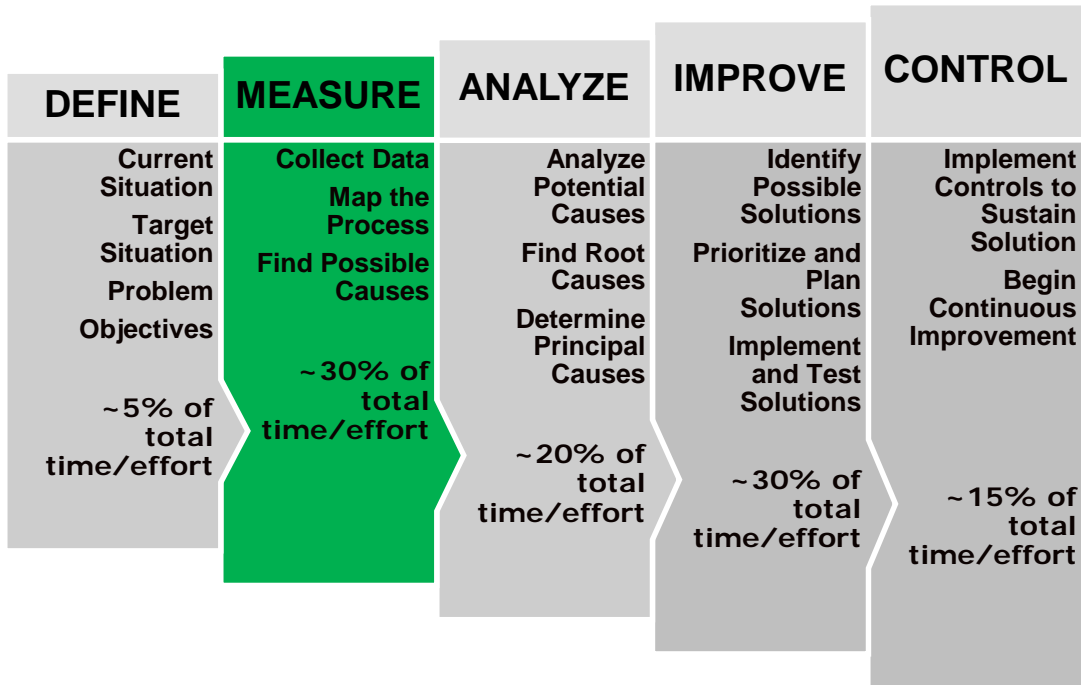 DEFINE
Current
Situation
Target
Situation
Problem
Objectives
~5% of
total
time/effort
MEASURE
Collect Data
Map the
Process
Find Possible
Causes
~30% of
total
time/effort
ANALYZE
Analyze
Potential
Causes
Find Root
Causes
Determine
Principal
Causes
~20% of
total
time/effort
IMPROVE
Identify
Possible
Solutions
Prioritize and
Plan
Solutions
Implement
and Test
Solutions
~30% of
total
time/effort
CONTROL
Implement
Controls to
Sustain
Solution
Begin
Continuous
Improvement
~15% of
total
time/effort